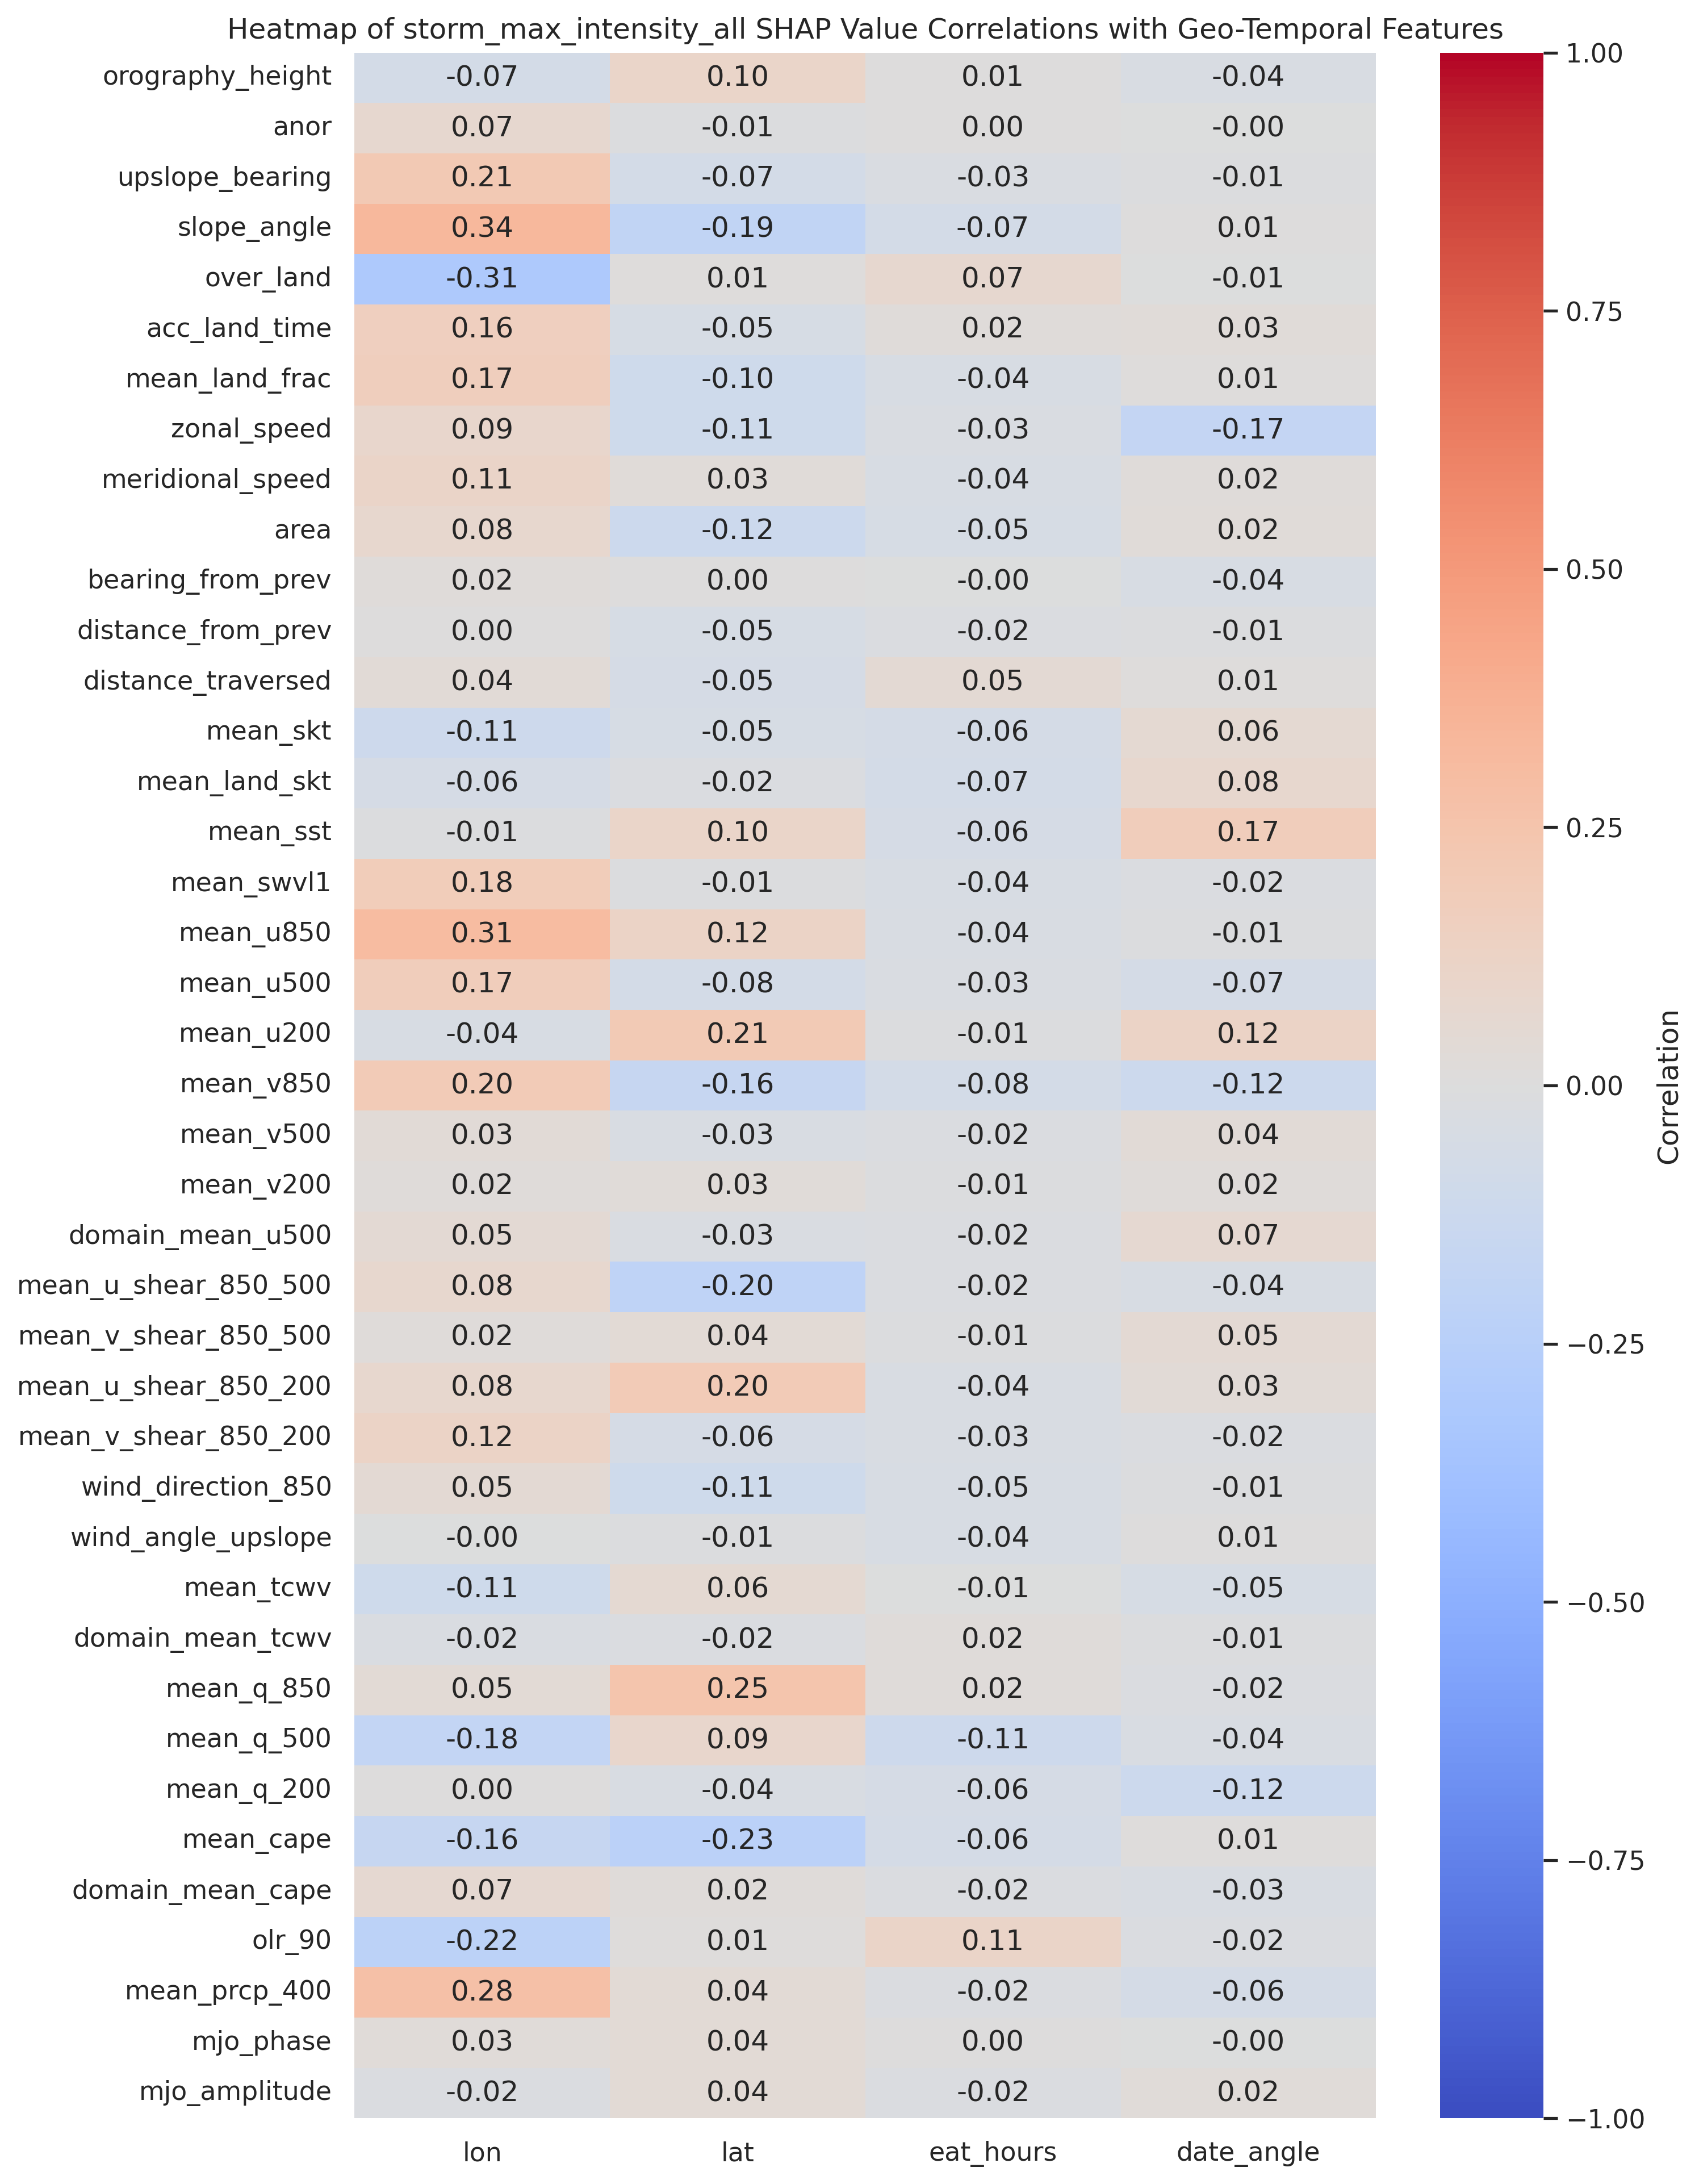 Heatmap of storm_max_intensity_all SHAP Value Correlations with Geo-Temporal Features
orography_height -0.07 0.10 0.01 -0.04
anor 0.07 -0.01 0.00 -0.00
upslope_bearing 0.21 -0.07 -0.03 -0.01
slope_angle 0.34 -0.19 -0.07 0.01
over_land -0.31 0.01 0.07 -0.01
acc_land_time 0.16 -0.05 0.02 0.03
mean_land_frac 0.17 -0.10 -0.04 0.01
zonal_speed 0.09 -0.11 -0.03 -0.17
meridional_speed 0.11 0.03 -0.04 0.02
area 0.08 -0.12 -0.05 0.02
bearing_from_prev 0.02 0.00 -0.00 -0.04
distance_from_prev 0.00 -0.05 -0.02 -0.01
distance_traversed 0.04 -0.05 0.05 0.01
mean_skt -0.11 -0.05 -0.06 0.06
mean_land_skt -0.06 -0.02 -0.07 0.08
mean_sst -0.01 0.10 -0.06 0.17
mean_swvl1 0.18 -0.01 -0.04 -0.02
mean_u850 0.31 0.12 -0.04 -0.01
mean_u500 0.17 -0.08 -0.03 -0.07
mean_u200 -0.04 0.21 -0.01 0.12
mean_v850 0.20 -0.16 -0.08 -0.12
mean_v500 0.03 -0.03 -0.02 0.04
mean_v200 0.02 0.03 -0.01 0.02
domain_mean_u500 0.05 -0.03 -0.02 0.07
mean_u_shear_850_500 0.08 -0.20 -0.02 -0.04
mean_v_shear_850_500 0.02 0.04 -0.01 0.05
mean_u_shear_850_200 0.08 0.20 -0.04 0.03
mean_v_shear_850_200 0.12 -0.06 -0.03 -0.02
wind_direction_850 0.05 -0.11 -0.05 -0.01
wind_angle_upslope -0.00 -0.01 -0.04 0.01
mean_tcwv -0.11 0.06 -0.01 -0.05
domain_mean_tcwv -0.02 -0.02 0.02 -0.01
mean_q_850 0.05 0.25 0.02 -0.02
mean_q_500 -0.18 0.09 -0.11 -0.04
mean_q_200 0.00 -0.04 -0.06 -0.12
mean_cape -0.16 -0.23 -0.06 0.01
domain_mean_cape 0.07 0.02 -0.02 -0.03
olr_90 -0.22 0.01 0.11 -0.02
mean_prcp_400 0.28 0.04 -0.02 -0.06
mjo_phase 0.03 0.04 0.00 -0.00
mjo_amplitude -0.02 0.04 -0.02 0.02
lon lat eat_hours date_angle
1.00
0.75
0.50
0.25
0.00
−0.25
−0.50
−0.75
−1.00
Correlation